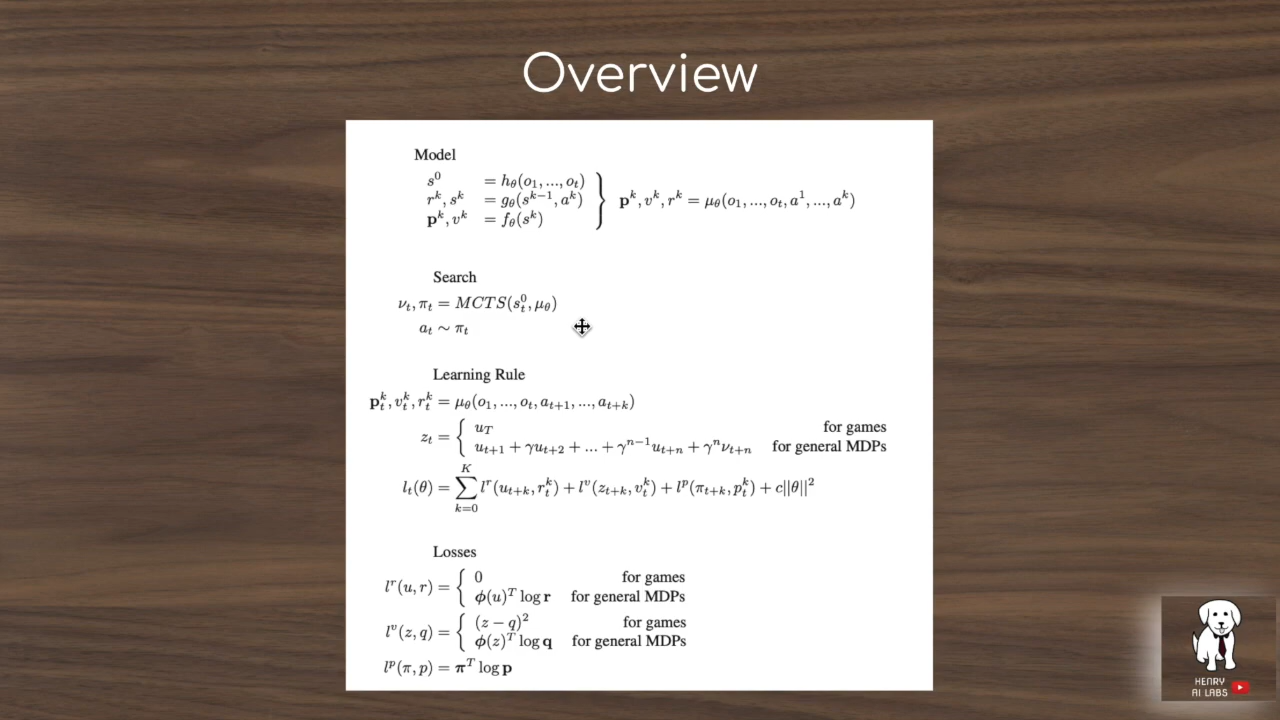 Overview
Model
s^0 = h_θ(o_1, ..., o_t)
r^k, s^k = g_θ(s^{k−1}, a^k)
p^k, v^k = f_θ(s^k)
p^k, v^k, r^k = μ_θ(o_1, ..., o_t, a^1, ..., a^k)
Search
ν_t, π_t = MCTS(s_t^0, μ_θ)
a_t ∼ π_t
Learning Rule
p_t^k, v_t^k, r_t^k = μ_θ(o_1, ..., o_t, a_{t+1}, ..., a_{t+k})
z_t = { u_T for games
u_{t+1} + γu_{t+2} + ... + γ^{n−1}u_{t+n} + γ^nν_{t+n} for general MDPs
l_t(θ) = ∑_{k=0}^{K} l^r(u_{t+k}, r_t^k) + l^v(z_{t+k}, v_t^k) + l^p(π_{t+k}, p_t^k) + c||θ||^2
Losses
l^r(u, r) = { 0 for games
ϕ(u)^T log r for general MDPs
l^v(z, q) = { (z − q)^2 for games
ϕ(z)^T log q for general MDPs
l^p(π, p) = π^T log p
HENRY
AI LABS